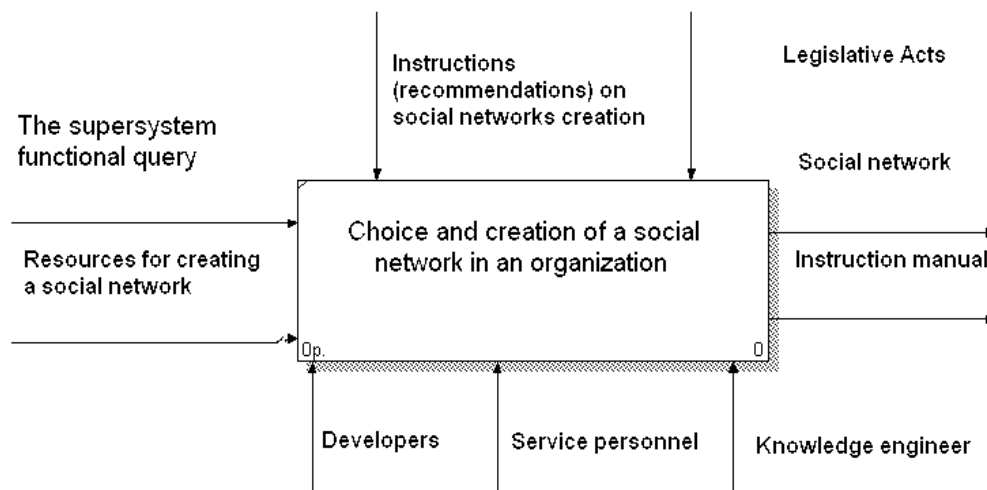 Instructions
(recommendations) on
social networks creation
Legislative Acts
The supersystem
functional query
Social network
Choice and creation of a social
network in an organization
Resources for creating
a social network
Instruction manual
0p.
0
Developers
Service personnel
Knowledge engineer